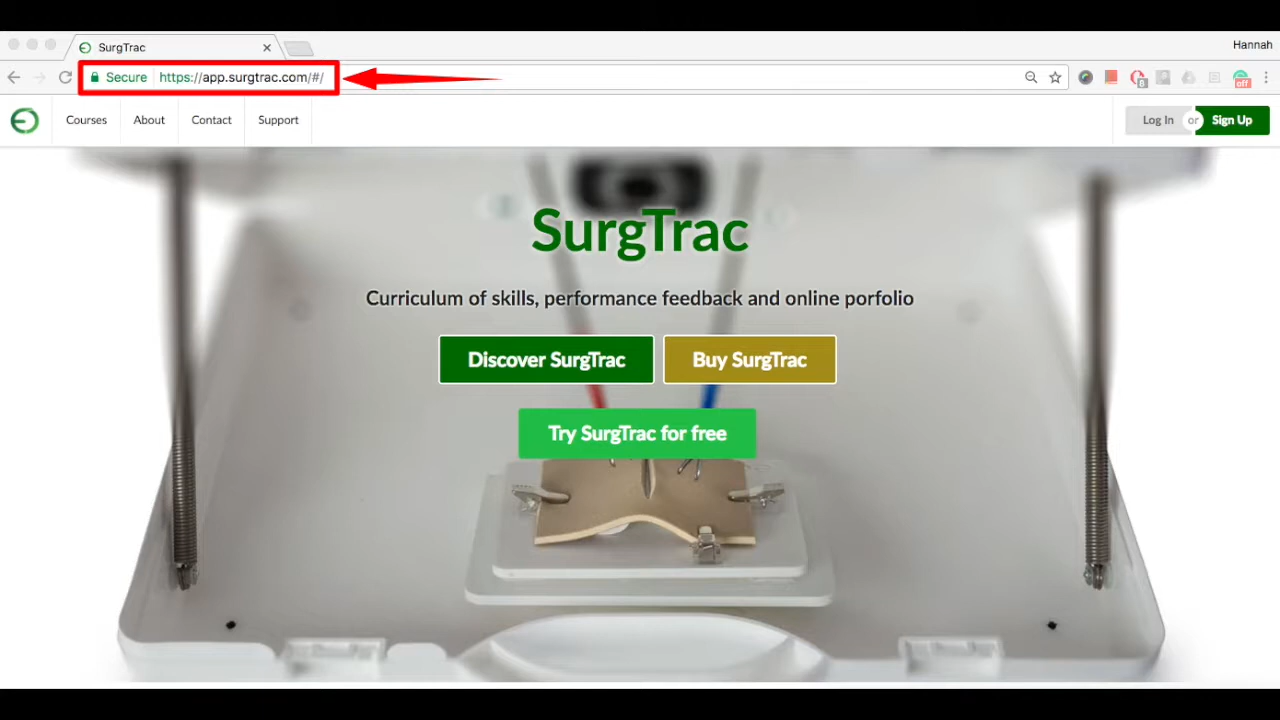 SurgTrac
Hannah
Secure https://app.surgtrac.com/#/
off
Courses About Contact Support
Log In or Sign Up
SurgTrac
Curriculum of skills, performance feedback and online porfolio
Discover SurgTrac Buy SurgTrac
Try SurgTrac for free